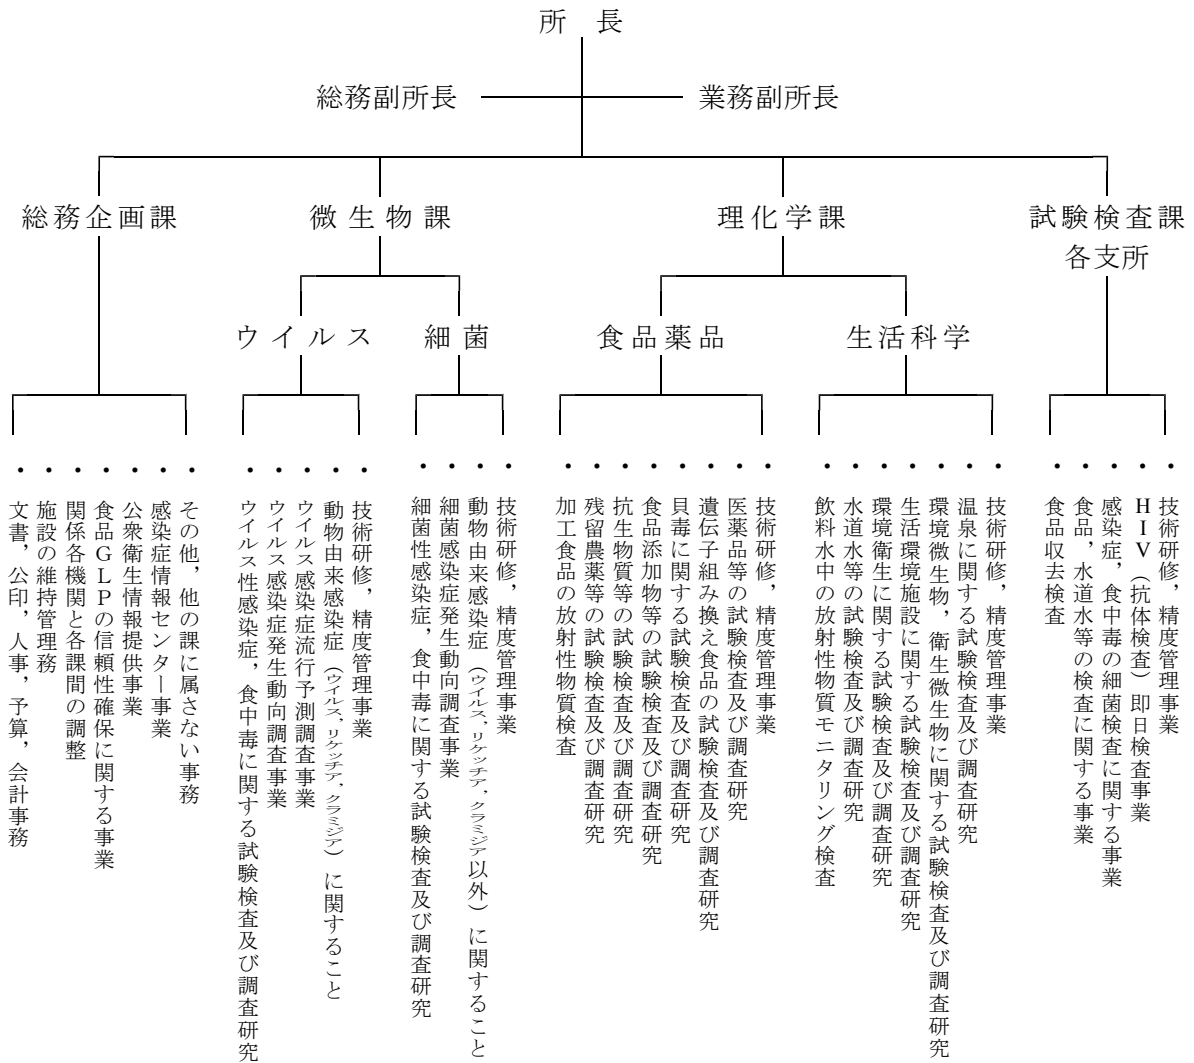 所　長
総務副所長
業務副所長
総務企画課
微生物課
理化学課
試験検査課
各支所
ウイルス
細菌
食品薬品
生活科学
・文書，公印，人事，予算，会計事務
・施設の維持管理務
・関係各機関と各課間の調整
・食品GLPの信頼性確保に関する事業
・公衆衛生情報提供事業
・感染症情報センター事業
・その他，他の課に属さない事務
・ウイルス性感染症，食中毒に関する試験検査及び調査研究
・ウイルス感染症発生動向調査事業
・ウイルス感染症流行予測調査事業
・動物由来感染症（ウイルス，リケッチア，クラミジア）に関すること
・技術研修，精度管理事業
・細菌性感染症，食中毒に関する試験検査及び調査研究
・細菌感染症発生動向調査事業
・動物由来感染症（ウイルス，リケッチア，クラミジア以外）に関すること
・技術研修，精度管理事業
・加工食品の放射性物質検査
・残留農薬等の試験検査及び調査研究
・抗生物質等の試験検査及び調査研究
・食品添加物等の試験検査及び調査研究
・貝毒に関する試験検査及び調査研究
・遺伝子組み換え食品の試験検査及び調査研究
・医薬品等の試験検査及び調査研究
・技術研修，精度管理事業
・飲料水中の放射性物質モニタリング検査
・水道水等の試験検査及び調査研究
・環境衛生に関する試験検査及び調査研究
・生活環境施設に関する試験検査及び調査研究
・環境微生物，衛生微生物に関する試験検査及び調査研究
・温泉に関する試験検査及び調査研究
・技術研修，精度管理事業
・食品収去検査
・食品，水道水等の検査に関する事業
・感染症，食中毒の細菌検査に関する事業
・HIV（抗体検査）即日検査事業
・技術研修，精度管理事業